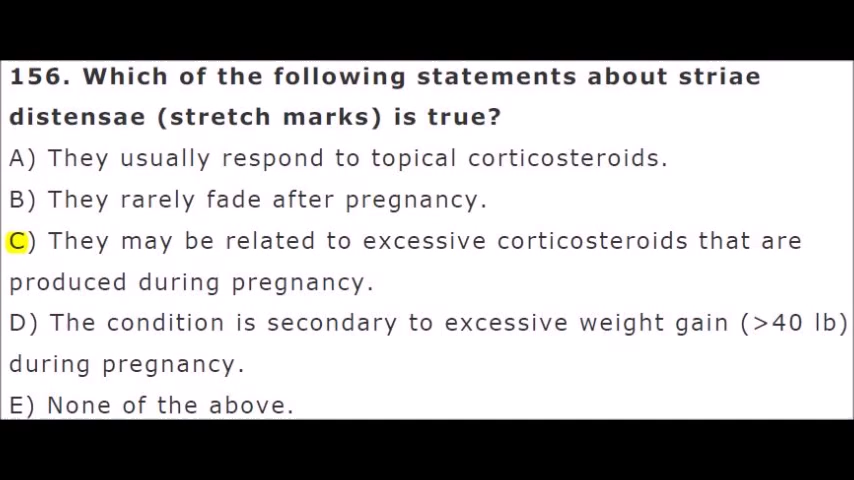 156. Which of the following statements about striae
distensae (stretch marks) is true?
A) They usually respond to topical corticosteroids.
B) They rarely fade after pregnancy.
C) They may be related to excessive corticosteroids that are
produced during pregnancy.
D) The condition is secondary to excessive weight gain (>40 lb)
during pregnancy.
E) None of the above.